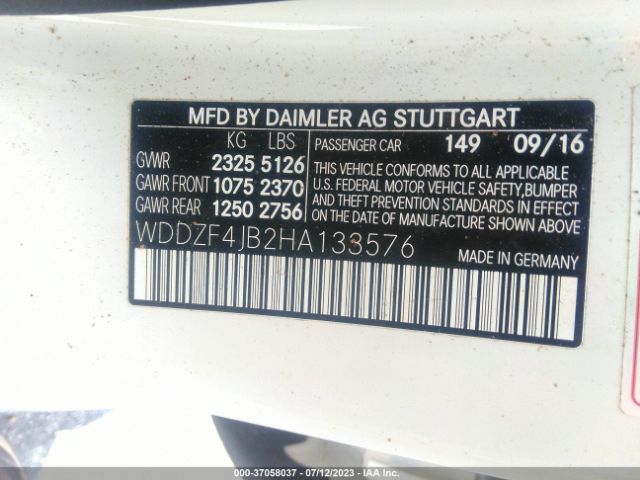 MFD BY DAIMLER AG STUTTGART
KG LBS
GVWR 2325 5126
GAWR FRONT 1075 2370
GAWR REAR 1250 2756
PASSENGER CAR 149 09/16
THIS VEHICLE CONFORMS TO ALL APPLICABLE
U.S. FEDERAL MOTOR VEHICLE SAFETY, BUMPER
AND THEFT PREVENTION STANDARDS IN EFFECT
ON THE DATE OF MANUFACTURE SHOWN ABOVE
WDDZF4JB2HA133576
MADE IN GERMANY
000-37058037 - 07/12/2023 - IAA Inc.